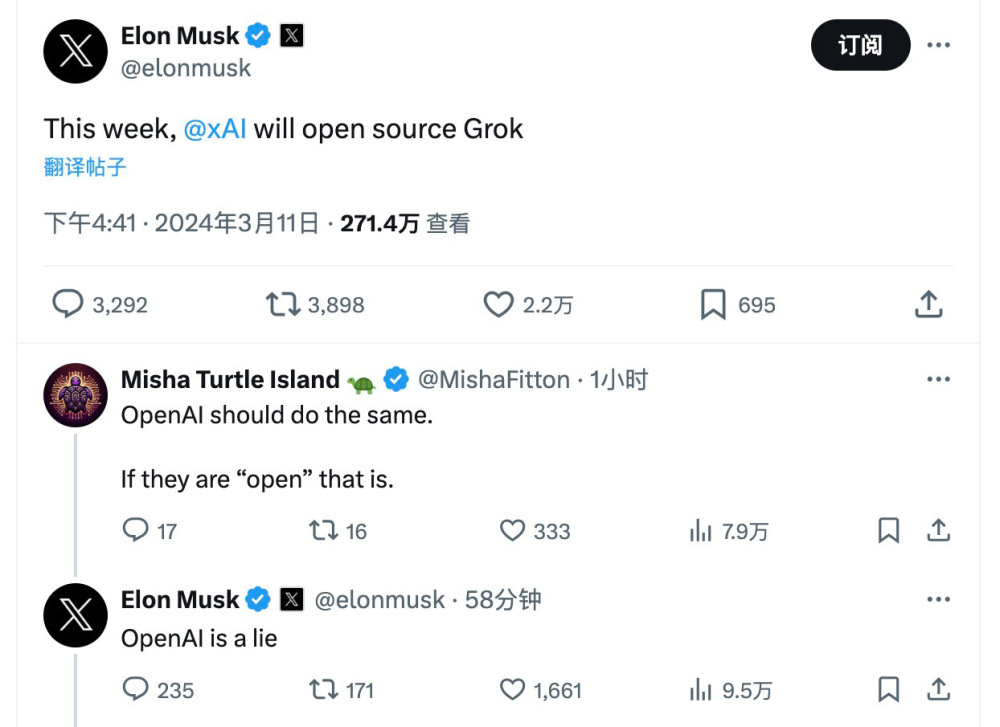 Elon Musk
订阅
@elonmusk
This week, @xAI will open source Grok
翻译帖子
下午4:41 · 2024年3月11日 · 271.4万 查看
3,292 3,898 2.2万 695
Misha Turtle Island 🐢 @MishaFitton · 1小时
OpenAI should do the same.
If they are “open” that is.
17 16 333 7.9万
Elon Musk @elonmusk · 58分钟
OpenAI is a lie
235 171 1,661 9.5万